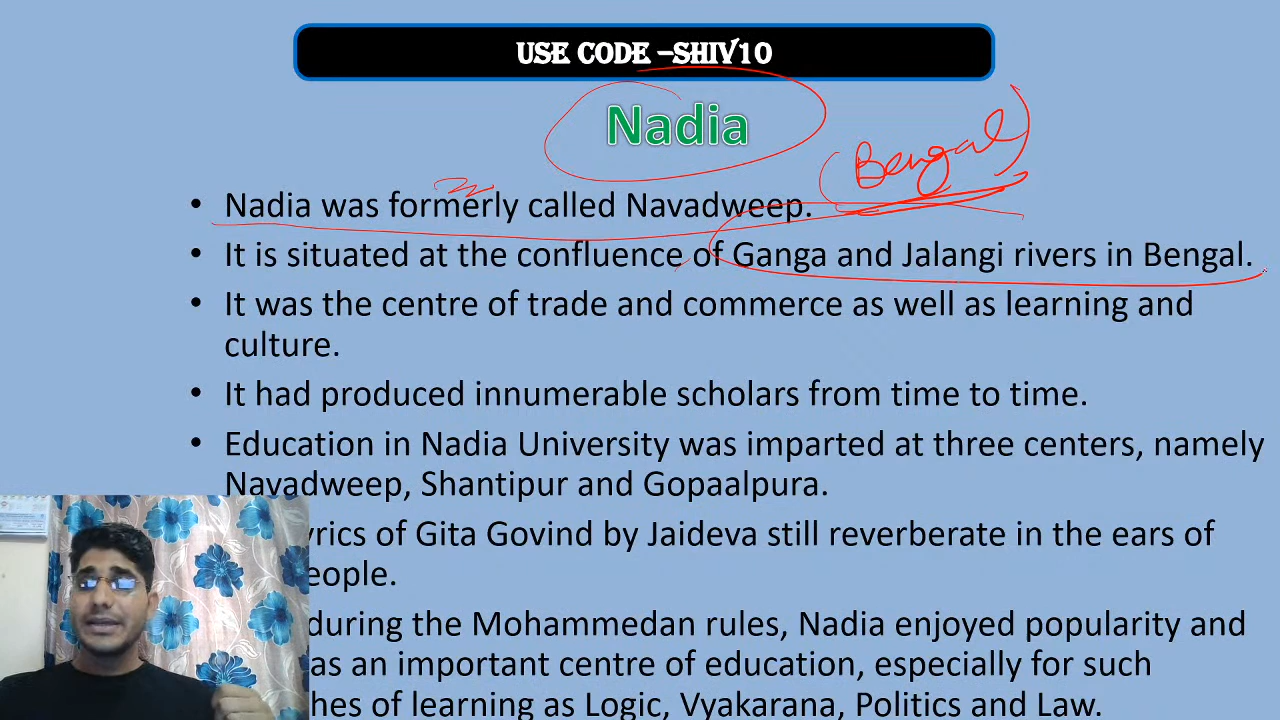 USE CODE –SHIV10
Nadia
(Bengal)
• Nadia was formerly called Navadweep.
• It is situated at the confluence of Ganga and Jalangi rivers in Bengal.
• It was the centre of trade and commerce as well as learning and
culture.
• It had produced innumerable scholars from time to time.
• Education in Nadia University was imparted at three centers, namely
Navadweep, Shantipur and Gopaalpura.
of Gita Govind by Jaideva still reverberate in the ears of
during the Mohammedan rules, Nadia enjoyed popularity and
as an important centre of education, especially for such
of learning as Logic, Vyakarana, Politics and Law.